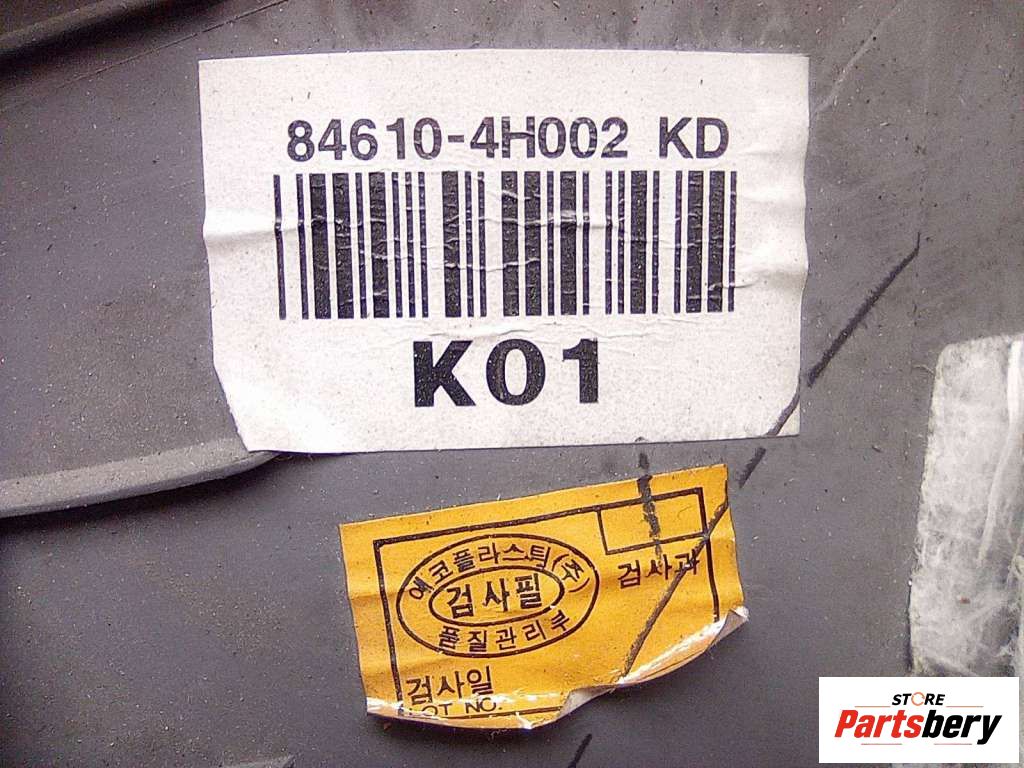 84610-4H002 KD
K01
에코플라스틱(주)
검사필
품질관리부
검사과
검사일
LOT NO.
STORE
Partsbery